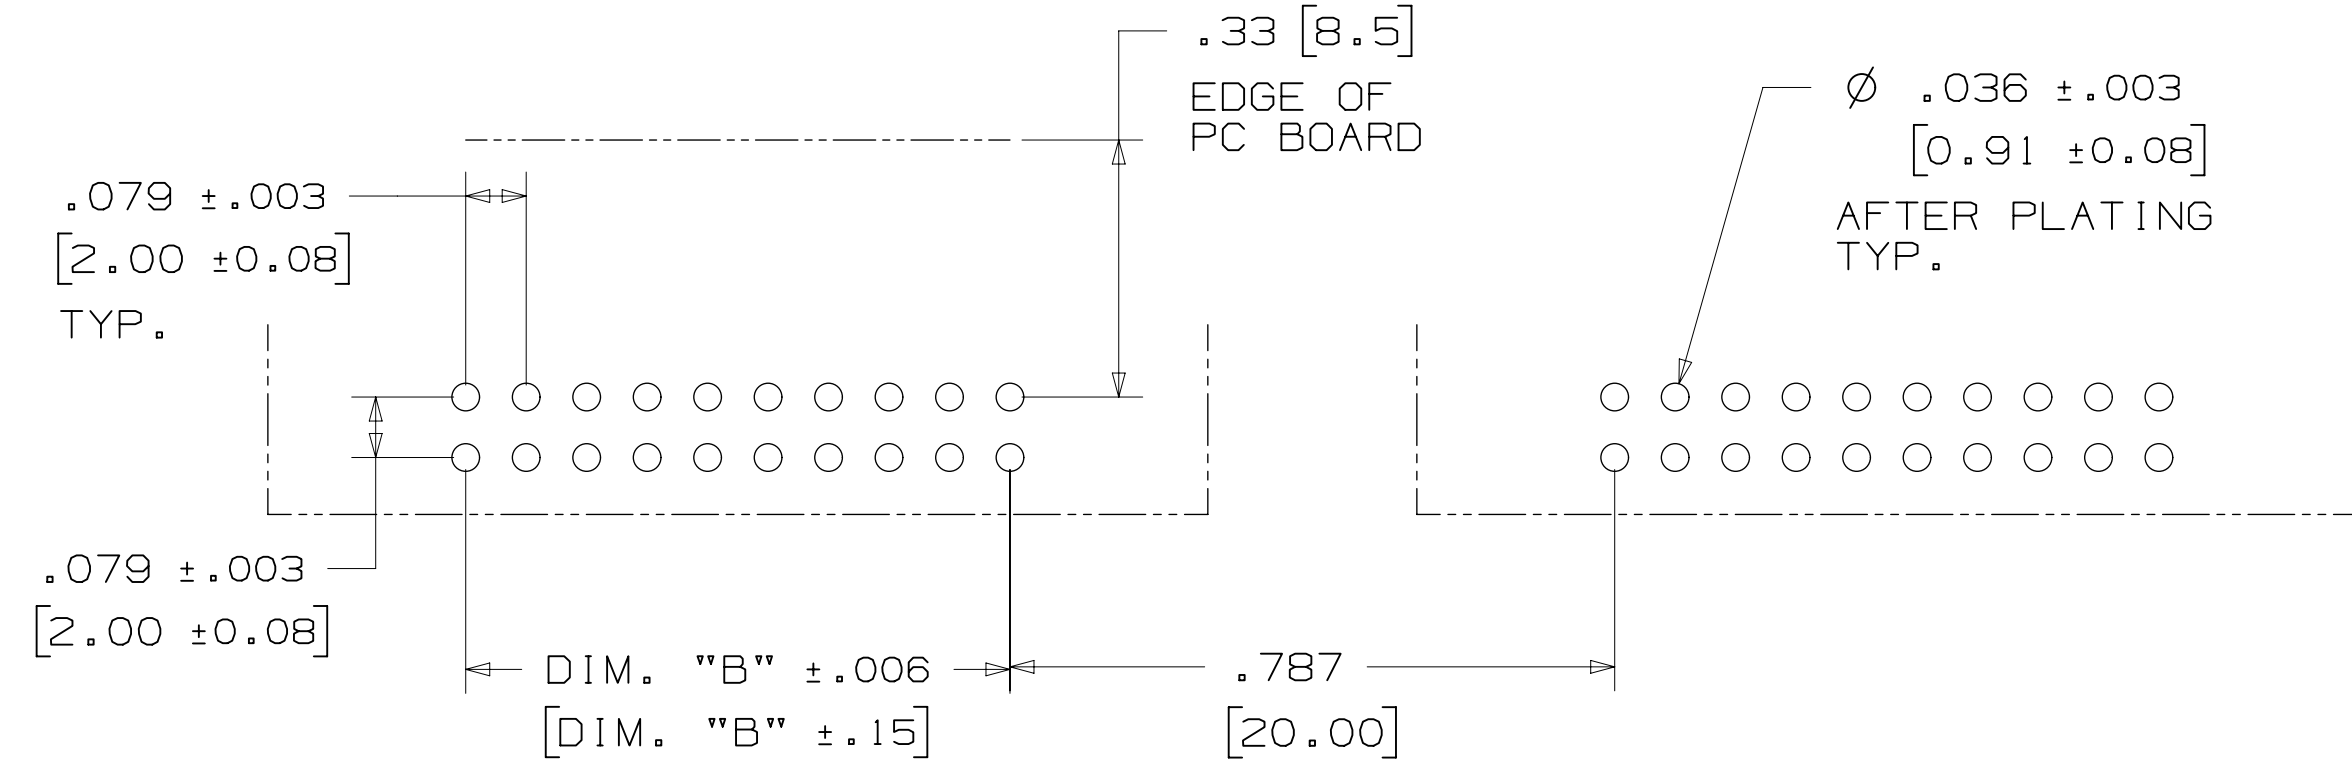 .33 [8.5]
EDGE OF
PC BOARD
⌀ .036 ±.003
[0.91 ±0.08]
AFTER PLATING
TYP.
.079 ±.003
[2.00 ±0.08]
TYP.
.079 ±.003
[2.00 ±0.08]
DIM. "B" ±.006
[DIM. "B" ±.15]
.787
[20.00]